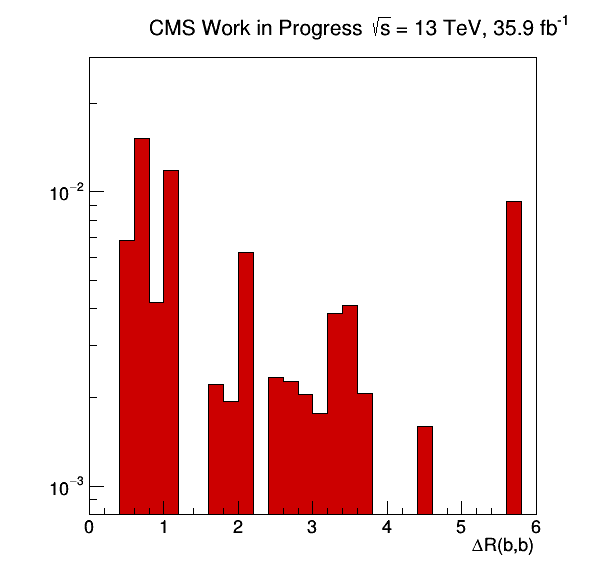 CMS Work in Progress √s = 13 TeV, 35.9 fb⁻¹
10⁻²
10⁻³
0 1 2 3 4 5 6
ΔR(b,b)